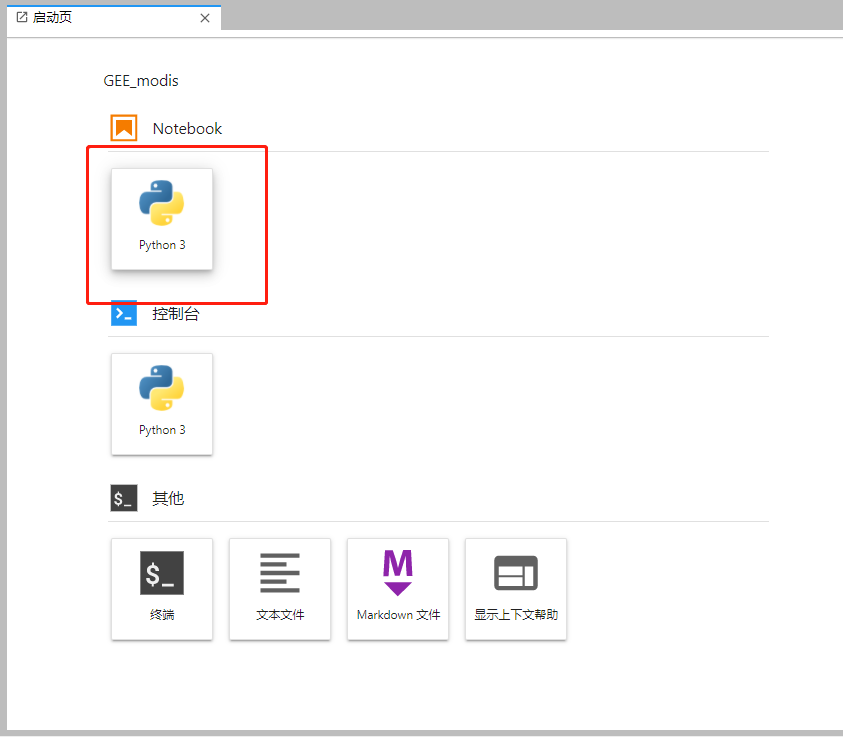 启动页
GEE_modis
Notebook
Python 3
控制台
Python 3
$_ 其他
$_
终端
文本文件
M
Markdown 文件
显示上下文帮助